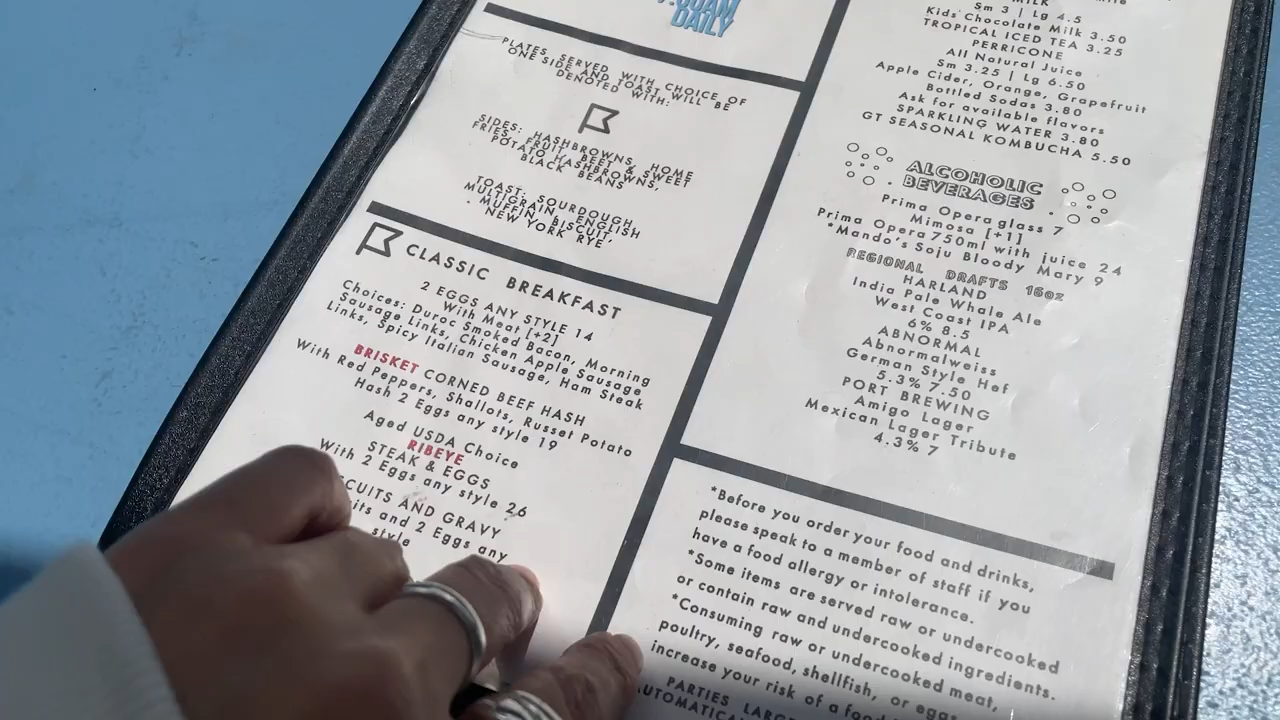 DAILY
PLATES SERVED WITH CHOICE OF
ONE SIDE AND TOAST WILL BE
DENOTED WITH:
SIDES: HASHBROWNS, HOME
FRIES, FRUIT, BEET & SWEET
POTATO HASHBROWNS,
BLACK BEANS
TOAST: SOURDOUGH,
MULTIGRAIN, ENGLISH
MUFFIN, BISCUIT,
NEW YORK RYE
CLASSIC BREAKFAST
2 EGGS ANY STYLE 14
With Meat [+2]
Choices: Duroc Smoked Bacon, Morning
Sausage Links, Chicken Apple Sausage
Links, Spicy Italian Sausage, Ham Steak
BRISKET CORNED BEEF HASH
With Red Peppers, Shallots, Russet Potato
Hash 2 Eggs any style 19
Aged USDA Choice
RIBEYE
STEAK & EGGS
With 2 Eggs any style 26
AND GRAVY
and 2 Eggs any
style
MILK
Sm 3 | Lg 4.5
Kids' Chocolate Milk 3.50
TROPICAL ICED TEA 3.25
PERRICONE
All Natural Juice
Sm 3.25 | Lg 6.50
Apple Cider, Orange, Grapefruit
Bottled Sodas 3.80
Ask for available flavors
SPARKLING WATER 3.80
GT SEASONAL KOMBUCHA 5.50
ALCOHOLIC
BEVERAGES
Prima Opera glass 7
Mimosa [+1]
Prima Opera 750ml with juice 24
*Mando's Soju Bloody Mary 9
REGIONAL DRAFTS 16oz
HARLAND
India Pale Whale Ale
West Coast IPA
6% 8.5
ABNORMAL
Abnormalweiss
German Style Hef
5.3% 7.50
PORT BREWING
Amigo Lager
Mexican Lager Tribute
4.3% 7
*Before you order your food and drinks,
please speak to a member of staff if you
have a food allergy or intolerance.
*Some items are served raw or undercooked
or contain raw and undercooked ingredients.
*Consuming raw or undercooked meat,
poultry, seafood, shellfish, or eggs
increase your risk of a food
PARTIES